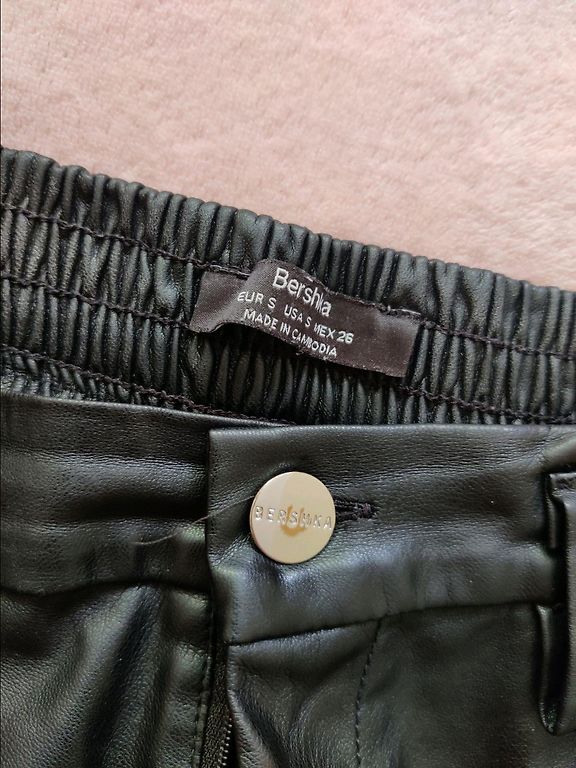 Bershka
EUR S USA S MEX 26
MADE IN CAMBODIA
BERSHKA